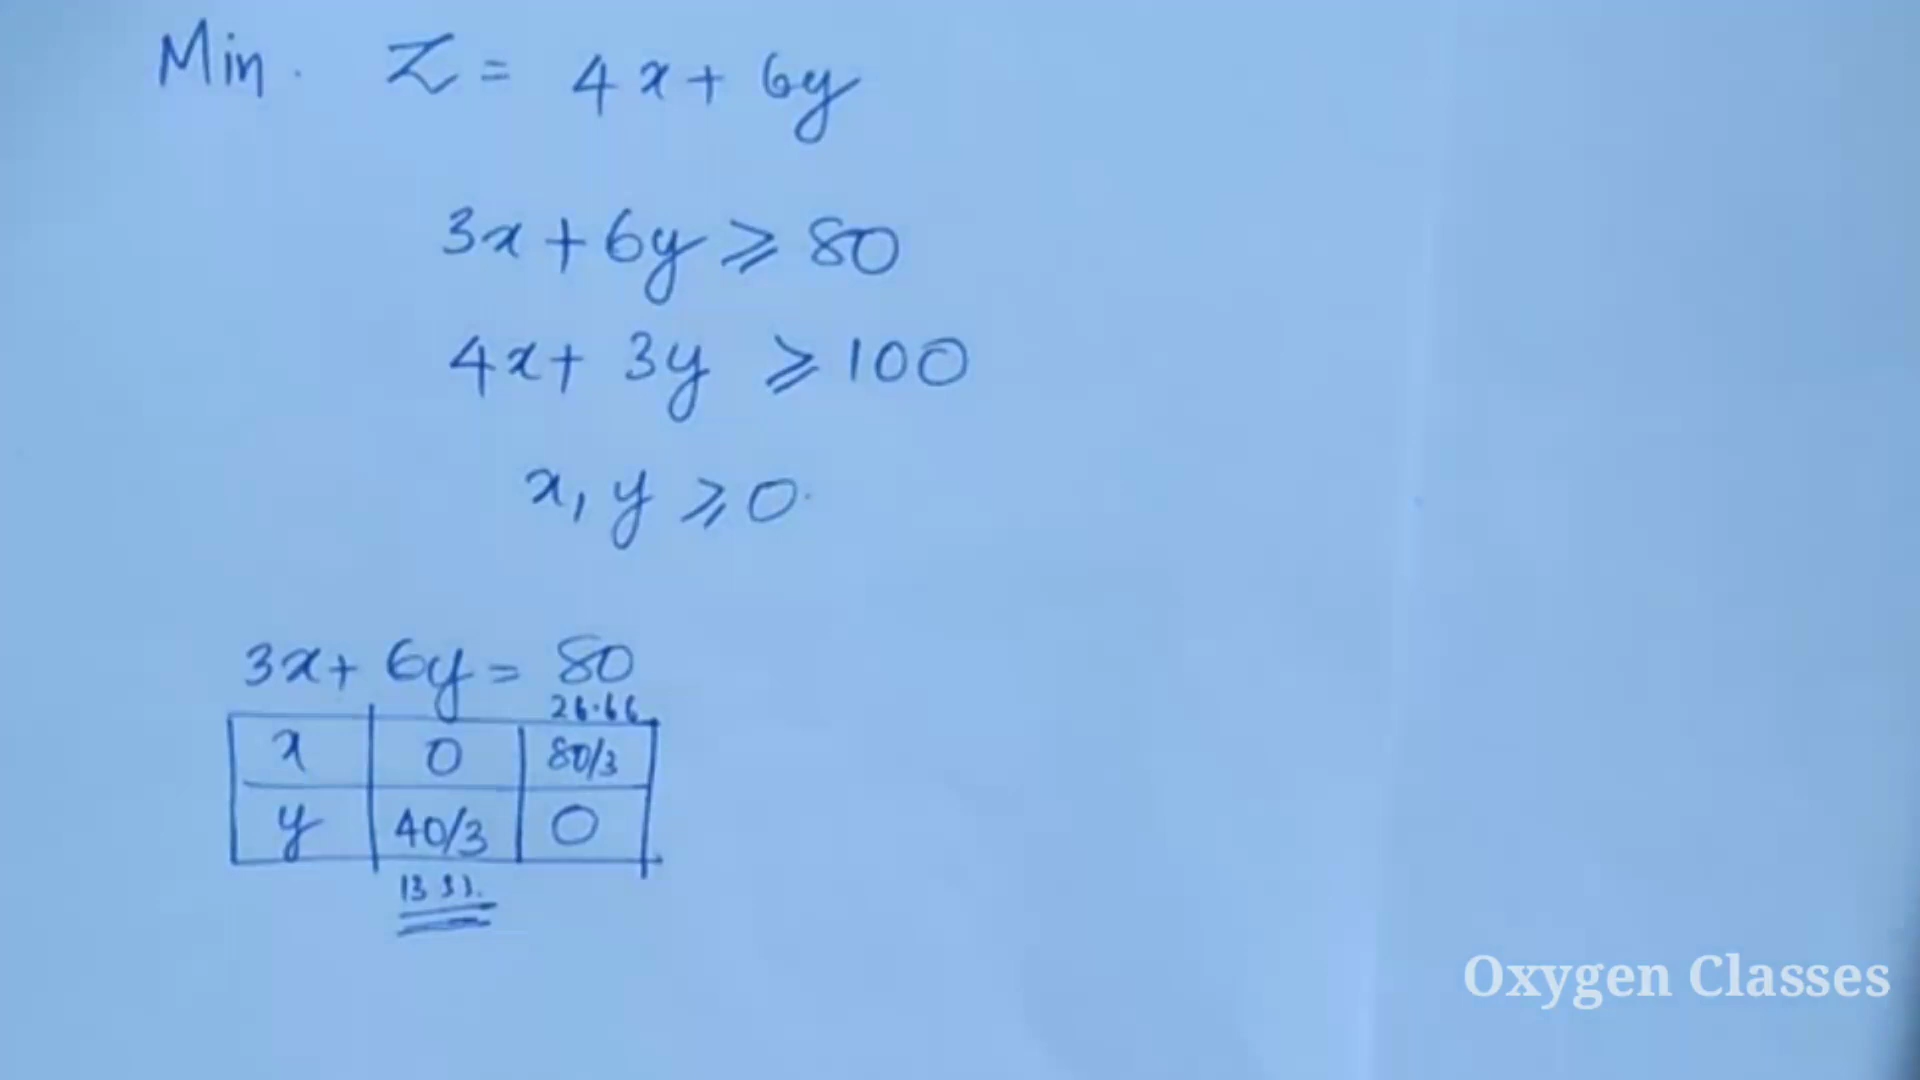 Min. Z = 4x + 6y
3x + 6y ⩾ 80
4x + 3y ⩾ 100
x, y ⩾ 0.
3x + 6y = 80
26.66
x 0 80/3
y 40/3 0
13 33.
Oxygen Classes